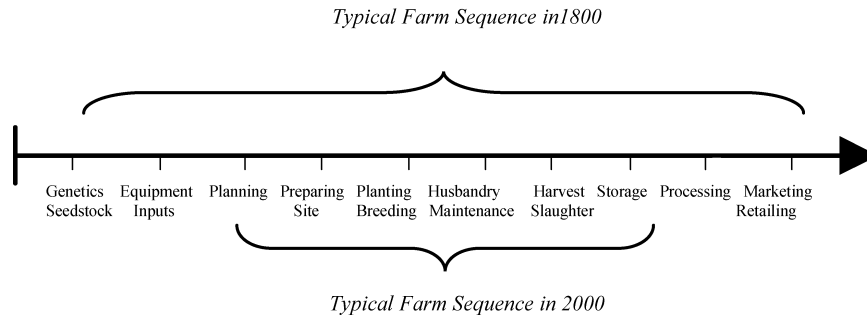 Typical Farm Sequence in1800
Genetics Equipment Planning Preparing Planting Husbandry Harvest Storage Processing Marketing
Seedstock Inputs Site Breeding Maintenance Slaughter Retailing
Typical Farm Sequence in 2000